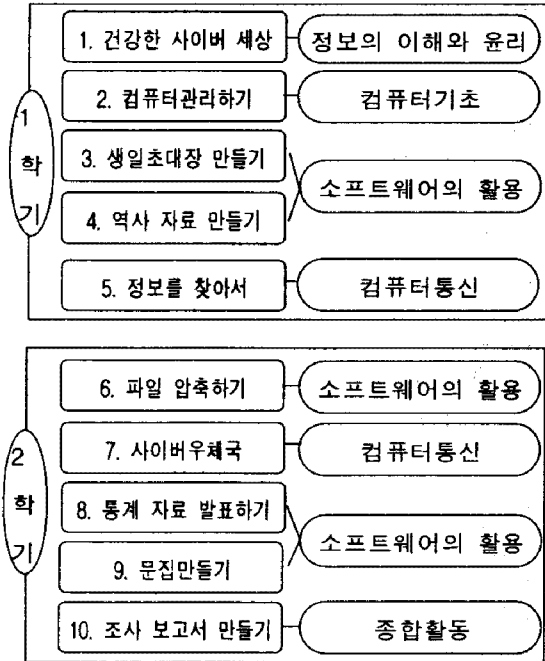 1학기
1. 건강한 사이버 세상 정보의 이해와 윤리
2. 컴퓨터관리하기 컴퓨터기초
3. 생일초대장 만들기
소프트웨어의 활용
4. 역사 자료 만들기
5. 정보를 찾아서 컴퓨터통신
2학기
6. 파일 압축하기 소프트웨어의 활용
7. 사이버우체국 컴퓨터통신
8. 통계 자료 발표하기
소프트웨어의 활용
9. 문집만들기
10. 조사 보고서 만들기 종합활동